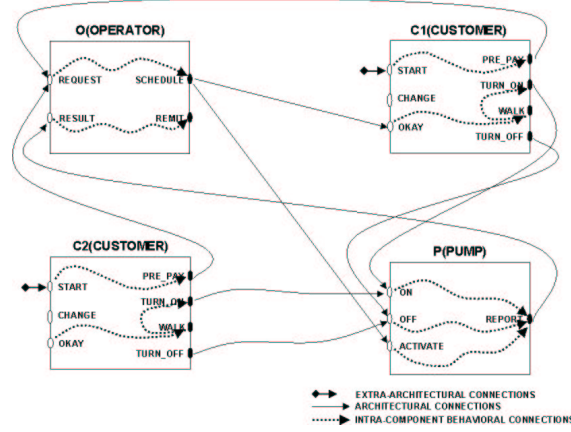 O(OPERATOR)
REQUEST
SCHEDULE
RESULT
REMIT
C1(CUSTOMER)
START
PRE_PAY
TURN_ON
CHANGE
WALK
OKAY
TURN_OFF
C2(CUSTOMER)
START
PRE_PAY
TURN_ON
CHANGE
WALK
OKAY
TURN_OFF
P(PUMP)
ON
OFF
REPORT
ACTIVATE
EXTRA-ARCHITECTURAL CONNECTIONS
ARCHITECTURAL CONNECTIONS
INTRA-COMPONENT BEHAVIORAL CONNECTIONS